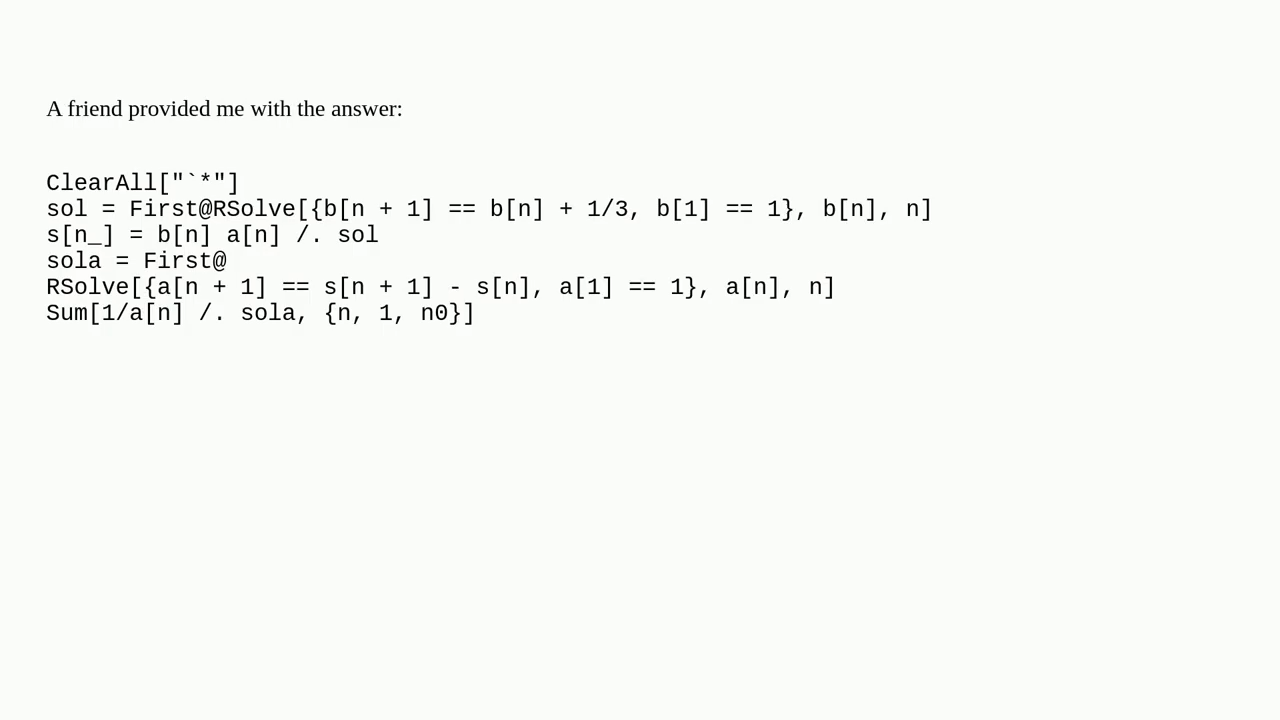 A friend provided me with the answer:
ClearAll["`*"]
sol = First@RSolve[{b[n + 1] == b[n] + 1/3, b[1] == 1}, b[n], n]
s[n_] = b[n] a[n] /. sol
sola = First@
RSolve[{a[n + 1] == s[n + 1] - s[n], a[1] == 1}, a[n], n]
Sum[1/a[n] /. sola, {n, 1, n0}]